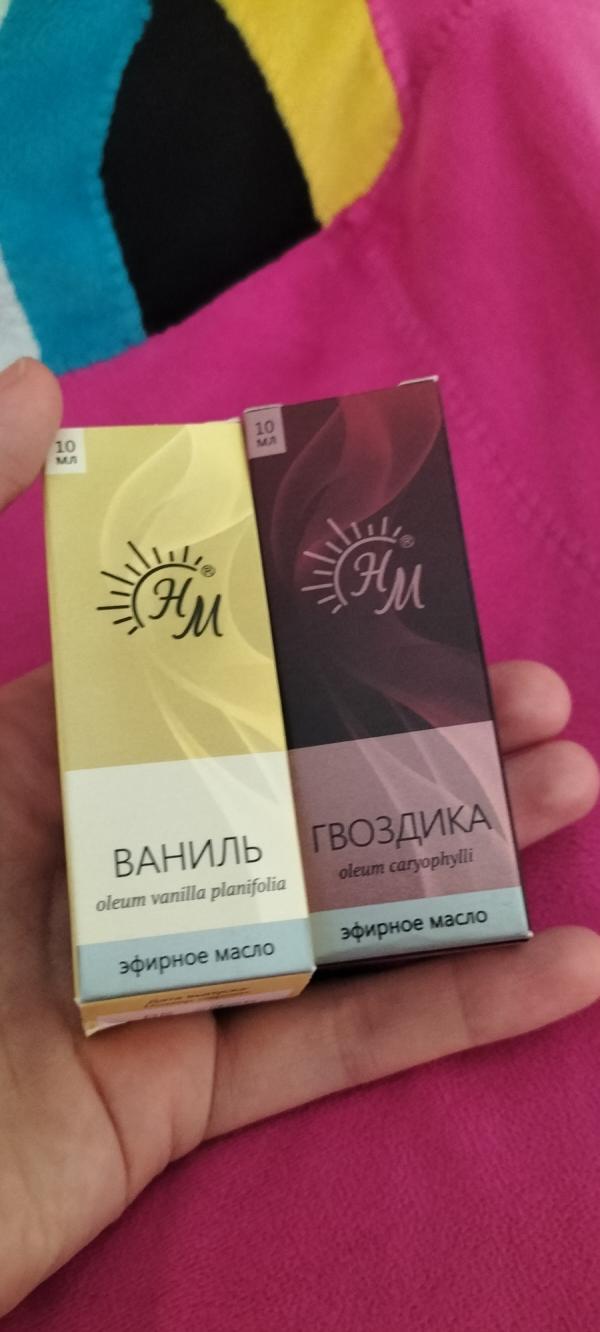 10
мл
НМ®
ВАНИЛЬ
oleum vanilla planifolia
эфирное масло
10
мл
НМ®
ГВОЗДИКА
oleum caryophylli
эфирное масло